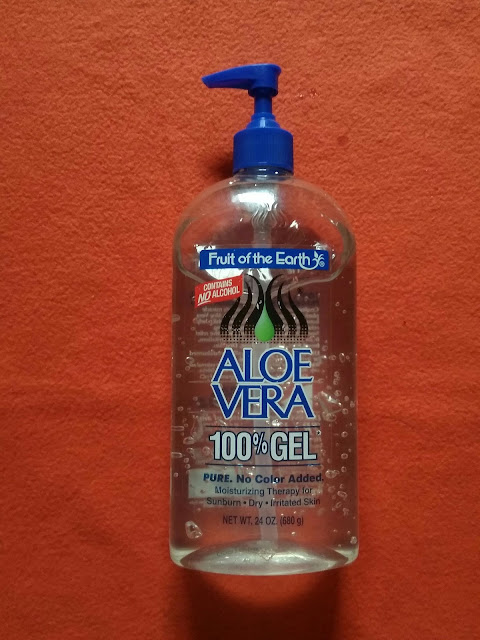 Fruit of the Earth
CONTAINS
NO ALCOHOL
ALOE
VERA
100% GEL
PURE. No Color Added.
Moisturizing Therapy for
Sunburn • Dry • Irritated Skin
NET WT. 24 OZ. (680 g)